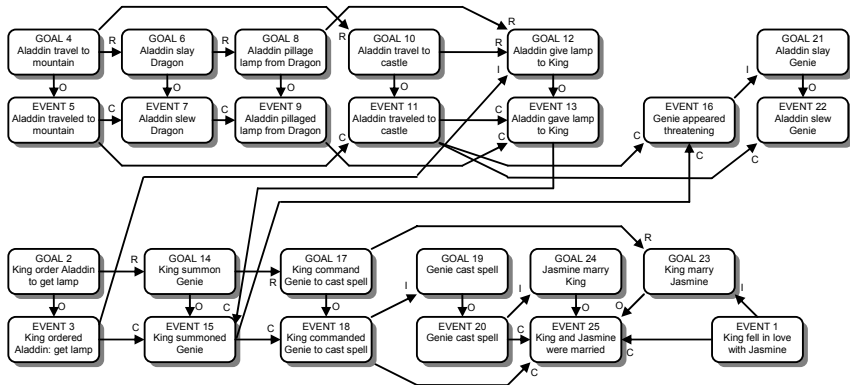 GOAL 4
Aladdin travel to
mountain
GOAL 6
Aladdin slay
Dragon
GOAL 8
Aladdin pillage
lamp from Dragon
GOAL 10
Aladdin travel to
castle
GOAL 12
Aladdin give lamp
to King
GOAL 21
Aladdin slay
Genie
R
R
R
R
R
I
I
O
O
O
O
O
O
EVENT 5
Aladdin traveled to
mountain
EVENT 7
Aladdin slew
Dragon
EVENT 9
Aladdin pillaged
lamp from Dragon
EVENT 11
Aladdin traveled to
castle
EVENT 13
Aladdin gave lamp
to King
EVENT 16
Genie appeared
threatening
EVENT 22
Aladdin slew
Genie
C
C
C
C
C
C
C
C
GOAL 2
King order Aladdin
to get lamp
GOAL 14
King summon
Genie
GOAL 17
King command
Genie to cast spell
GOAL 19
Genie cast spell
GOAL 24
Jasmine marry
King
GOAL 23
King marry
Jasmine
R
R
R
I
I
I
O
O
O
O
O
O
EVENT 3
King ordered
Aladdin: get lamp
EVENT 15
King summoned
Genie
EVENT 18
King commanded
Genie to cast spell
EVENT 20
Genie cast spell
EVENT 25
King and Jasmine
were married
EVENT 1
King fell in love
with Jasmine
C
C
C
C
C
C